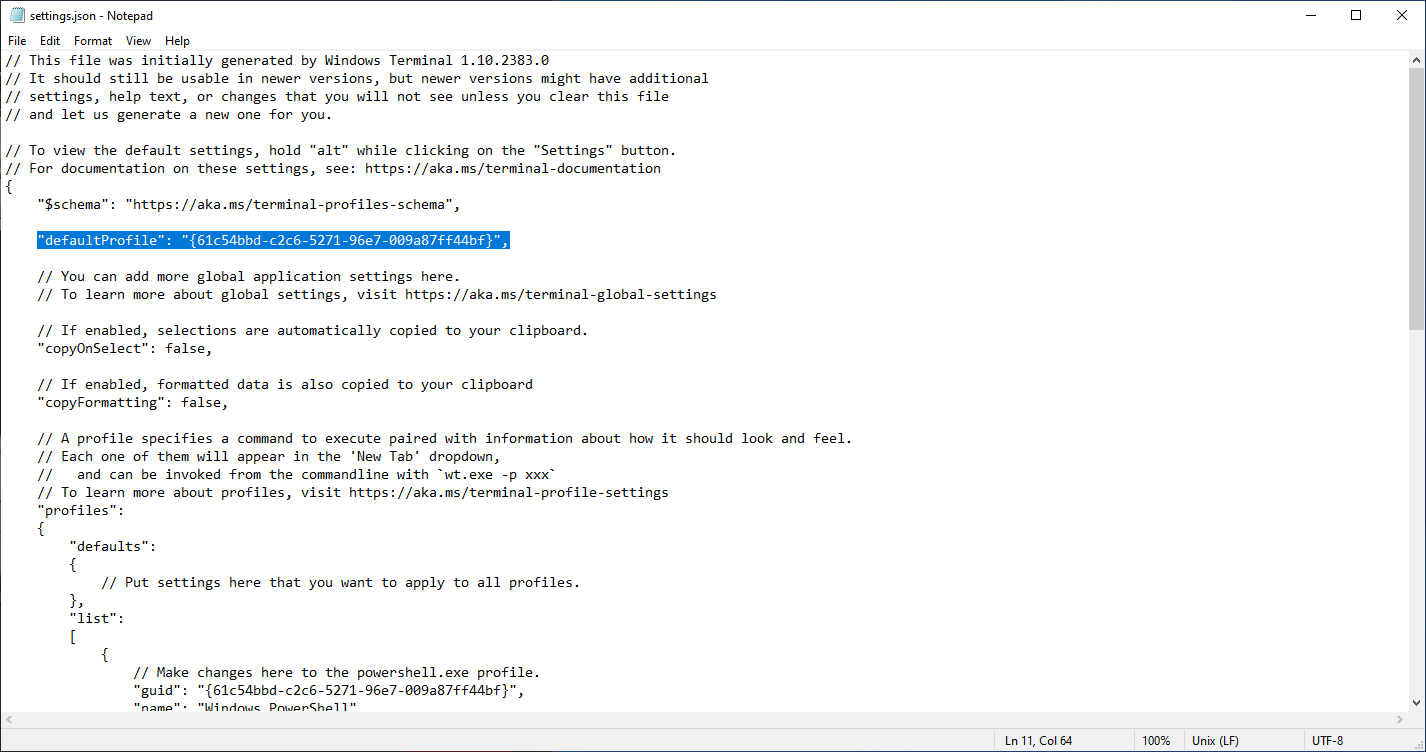 settings.json - Notepad
File Edit Format View Help
// This file was initially generated by Windows Terminal 1.10.2383.0
// It should still be usable in newer versions, but newer versions might have additional
// settings, help text, or changes that you will not see unless you clear this file
// and let us generate a new one for you.
// To view the default settings, hold "alt" while clicking on the "Settings" button.
// For documentation on these settings, see: https://aka.ms/terminal-documentation
{
"$schema": "https://aka.ms/terminal-profiles-schema",
"defaultProfile": "{61c54bbd-c2c6-5271-96e7-009a87ff44bf}",
// You can add more global application settings here.
// To learn more about global settings, visit https://aka.ms/terminal-global-settings
// If enabled, selections are automatically copied to your clipboard.
"copyOnSelect": false,
// If enabled, formatted data is also copied to your clipboard
"copyFormatting": false,
// A profile specifies a command to execute paired with information about how it should look and feel.
// Each one of them will appear in the 'New Tab' dropdown,
//   and can be invoked from the commandline with `wt.exe -p xxx`
// To learn more about profiles, visit https://aka.ms/terminal-profile-settings
"profiles":
{
"defaults":
{
// Put settings here that you want to apply to all profiles.
},
"list":
[
{
// Make changes here to the powershell.exe profile.
"guid": "{61c54bbd-c2c6-5271-96e7-009a87ff44bf}",
"name": "Windows PowerShell"
Ln 11, Col 64 100% Unix (LF) UTF-8